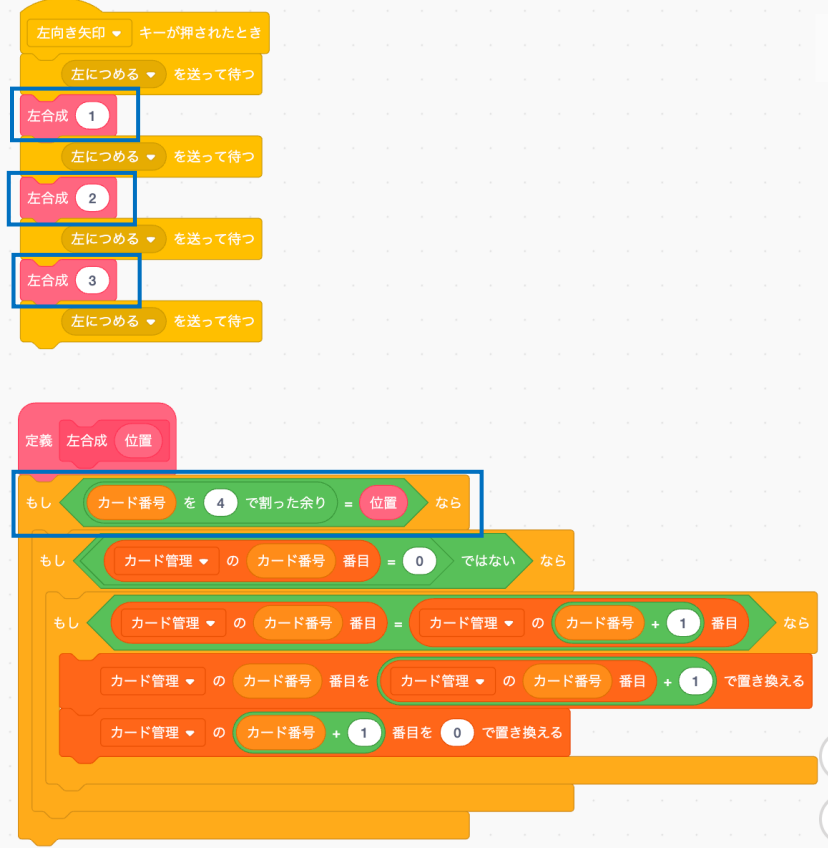 左向き矢印 キーが押されたとき
左につめる を送って待つ
左合成 1
左につめる を送って待つ
左合成 2
左につめる を送って待つ
左合成 3
左につめる を送って待つ
定義 左合成 位置
もし カード番号 を 4 で割った余り = 位置 なら
もし カード管理 の カード番号 番目 = 0 ではない なら
もし カード管理 の カード番号 番目 = カード管理 の カード番号 + 1 番目 なら
カード管理 の カード番号 番目を カード管理 の カード番号 番目 + 1 で置き換える
カード管理 の カード番号 + 1 番目を 0 で置き換える